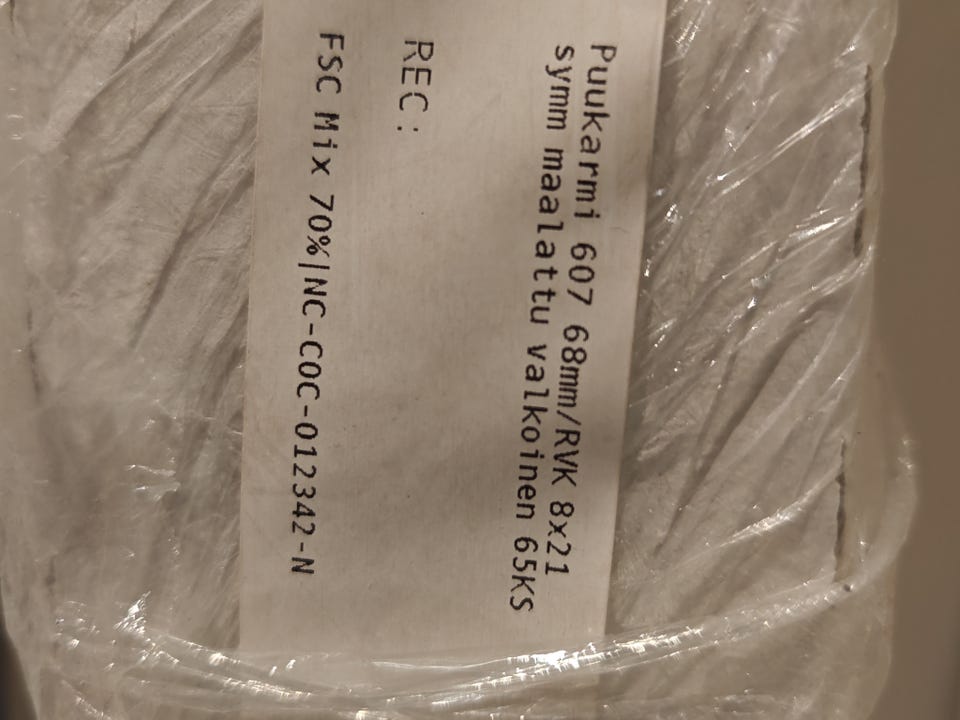 Puukarmi 607 68mm/RVK 8x21
symm maalattu valkoinen 65KS
REC:
FSC Mix 70%|NC-COC-012342-N